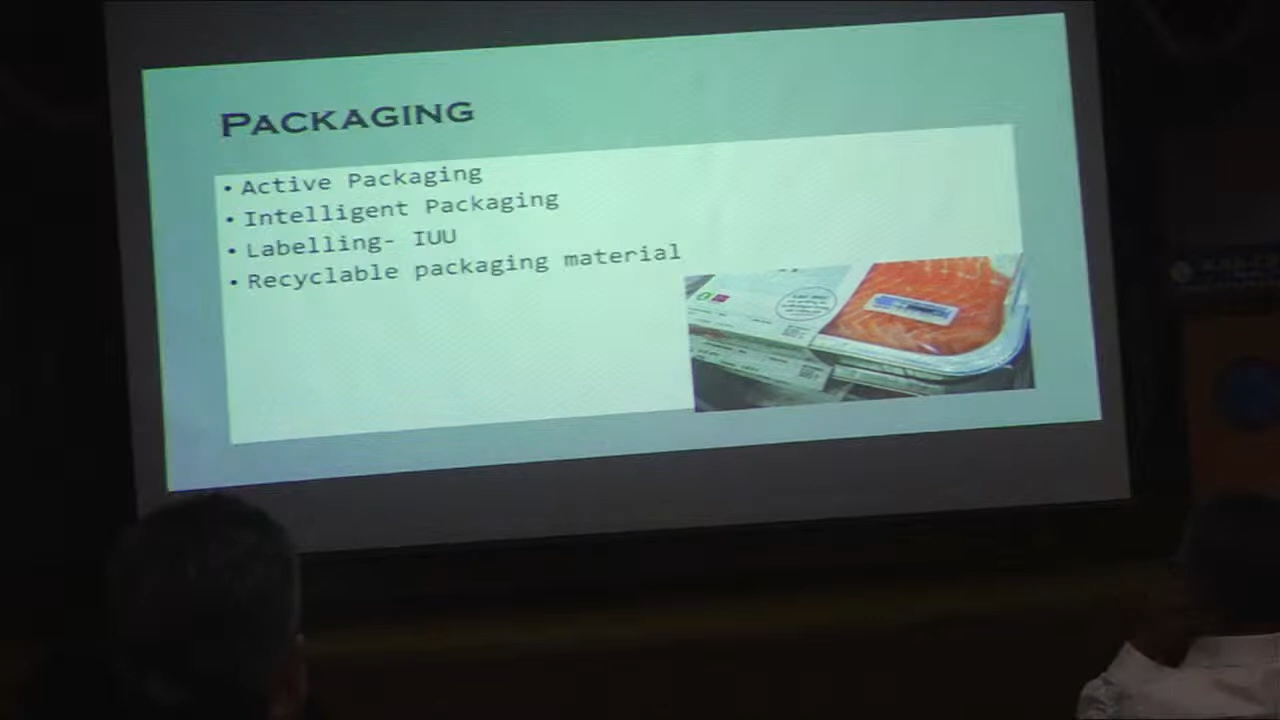 PACKAGING
• Active Packaging
• Intelligent Packaging
• Labelling- IUU
• Recyclable packaging material